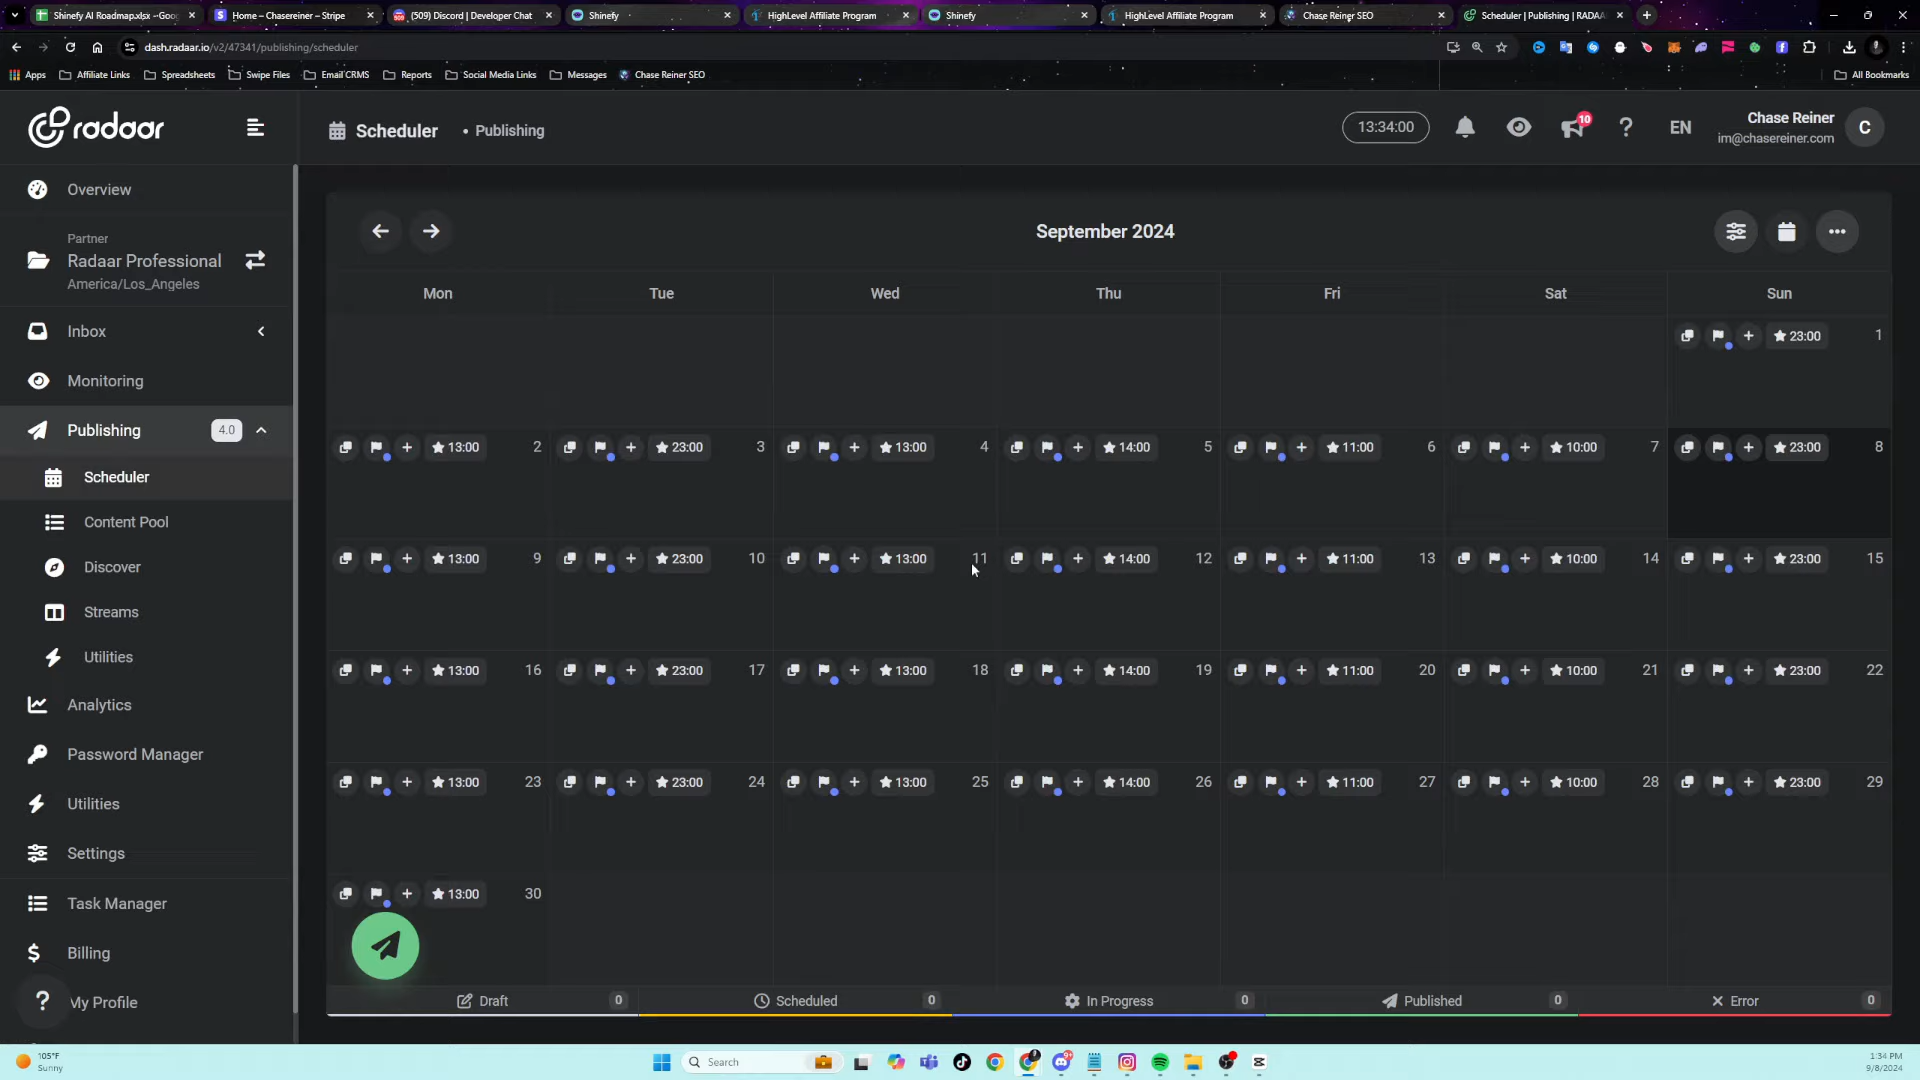 Shinefy AI Roadmap.xlsx - Goog
Home – Chasereiner – Stripe
(509) Discord | Developer Chat
Shinefy
HighLevel Affiliate Program
Shinefy
HighLevel Affiliate Program
Chase Reiner SEO
Scheduler | Publishing | RADAA
dash.radaar.io/v2/47341/publishing/scheduler
Apps
Affiliate Links
Spreadsheets
Swipe Files
Email CRMS
Reports
Social Media Links
Messages
Chase Reiner SEO
All Bookmarks
radaar
Scheduler • Publishing
13:34:00
10
?
EN
Chase Reiner
im@chasereiner.com
C
Overview
Partner
Radaar Professional
America/Los_Angeles
Inbox
Monitoring
Publishing 4.0
Scheduler
Content Pool
Discover
Streams
Utilities
Analytics
Password Manager
Utilities
Settings
Task Manager
Billing
? My Profile
September 2024
Mon Tue Wed Thu Fri Sat Sun
+ 23:00 1
+ 13:00 2 + 23:00 3 + 13:00 4 + 14:00 5 + 11:00 6 + 10:00 7 + 23:00 8
+ 13:00 9 + 23:00 10 + 13:00 11 + 14:00 12 + 11:00 13 + 10:00 14 + 23:00 15
+ 13:00 16 + 23:00 17 + 13:00 18 + 14:00 19 + 11:00 20 + 10:00 21 + 23:00 22
+ 13:00 23 + 23:00 24 + 13:00 25 + 14:00 26 + 11:00 27 + 10:00 28 + 23:00 29
+ 13:00 30
Draft 0
Scheduled 0
In Progress 0
Published 0
Error 0
105°F
Sunny
Search
9+
1:34 PM
9/8/2024